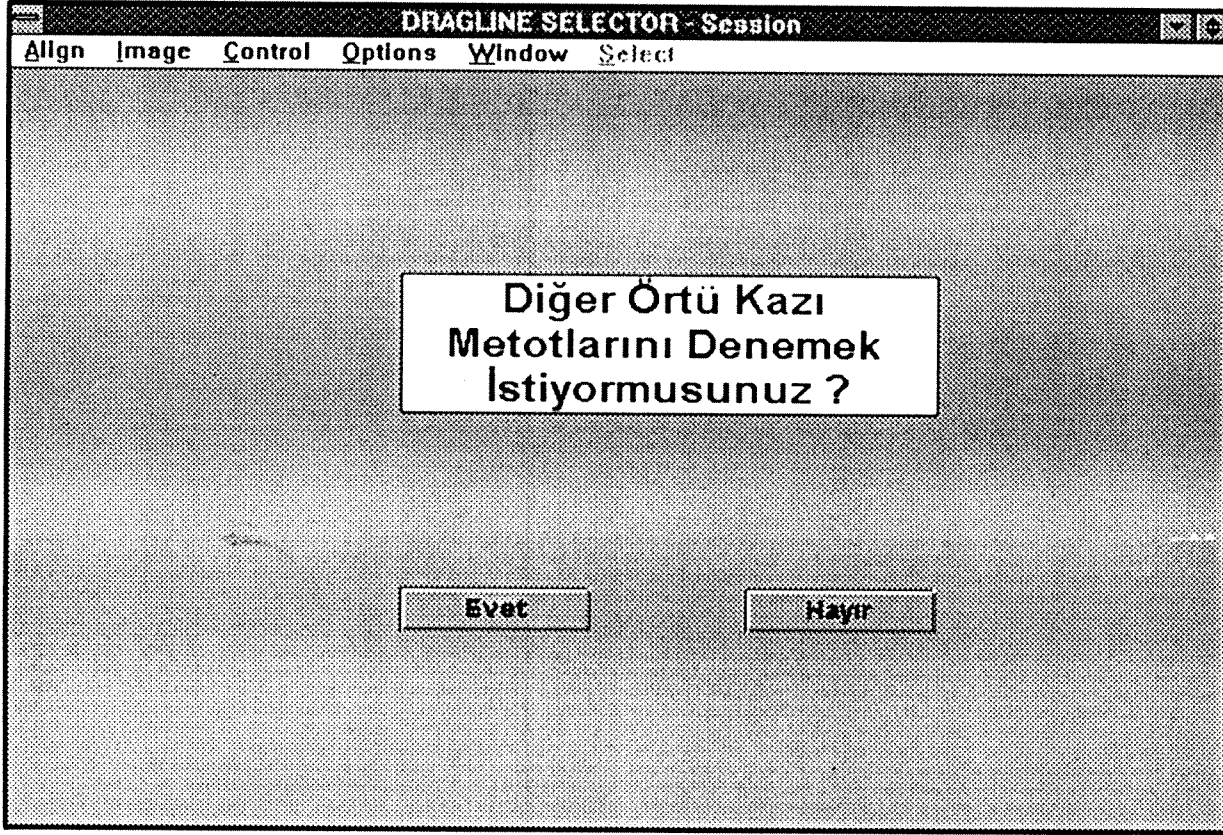 DRAGLINE SELECTOR - Session
Align Image Control Options Window Select
Diğer Örtü Kazı
Metotlarını Denemek
İstiyormusunuz ?
Evet Hayır